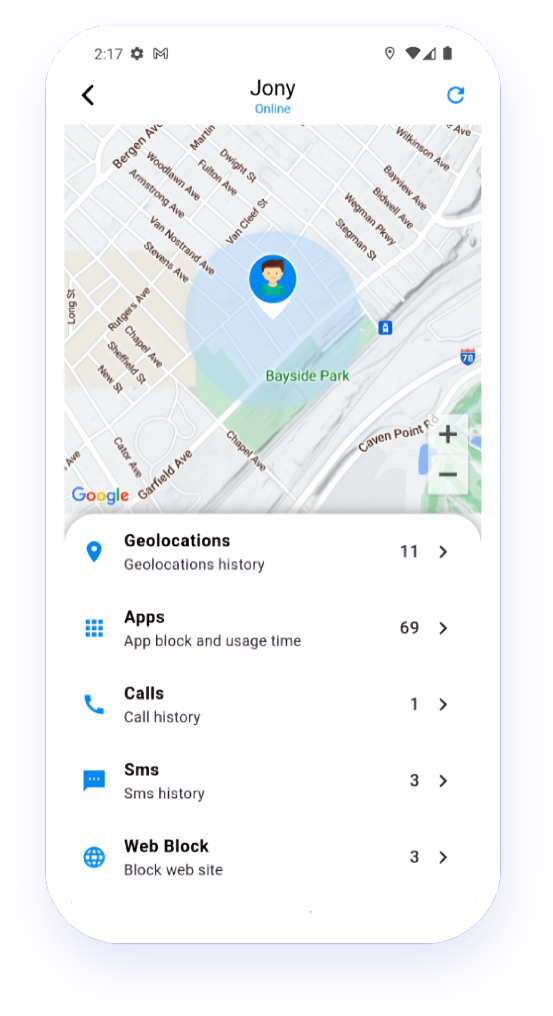 2:17
Jony
Online
Bergen Ave
Martin
Dwight St
Fulton Ave
Woodlawn Ave
Armstrong Ave
Van Nostrand Ave
Stevens Ave
Van Cleef St
Wilkinson Ave
Ave
Bayview Ave
Bidwell Ave
Wegman Pkwy
Stegman St
Long St
Rutgers Ave
Chapel Ave
Sheffield St
New St
78
Bayside Park
Caven Point Rd
Cator Ave
Garfield Ave
Chapel Ave
Ave
+
−
Google
Geolocations
Geolocations history
11
Apps
App block and usage time
69
Calls
Call history
1
Sms
Sms history
3
Web Block
Block web site
3